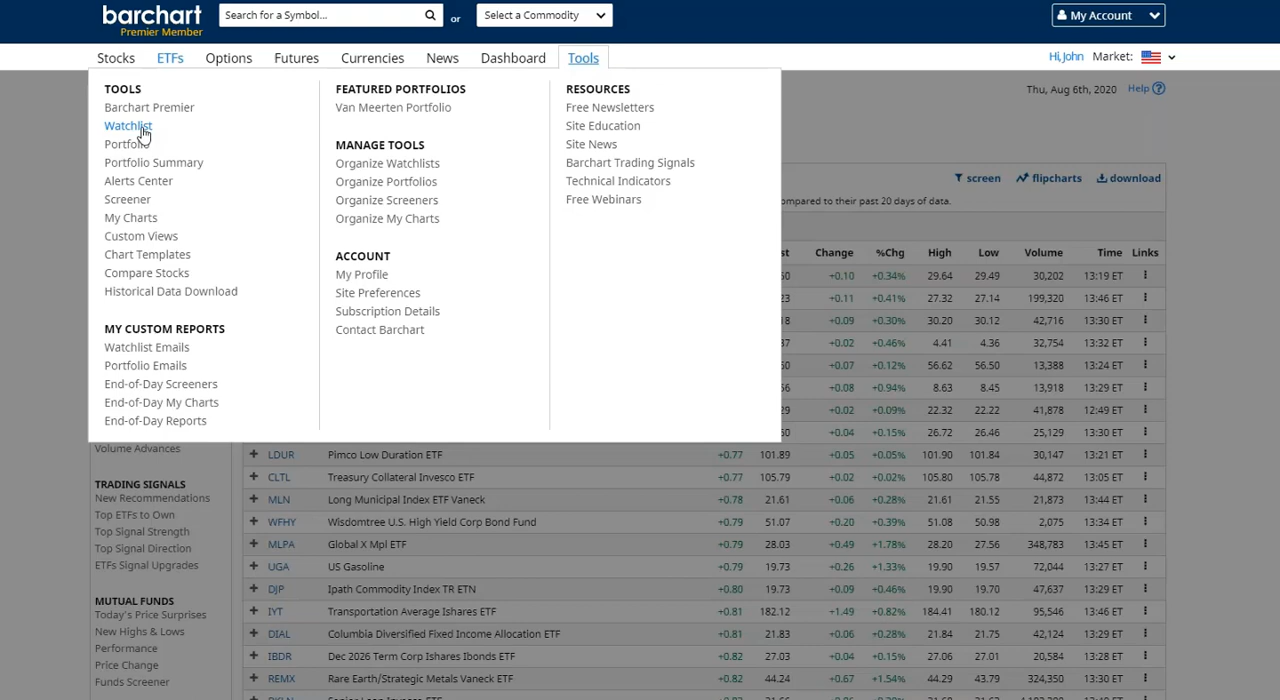 barchart
Premier Member
Search for a Symbol...
or
Select a Commodity
My Account
Stocks ETFs Options Futures Currencies News Dashboard Tools
Hi, John Market:
Thu, Aug 6th, 2020 Help ?
TOOLS
Barchart Premier
Watchlist
Portfolio
Portfolio Summary
Alerts Center
Screener
My Charts
Custom Views
Chart Templates
Compare Stocks
Historical Data Download
MY CUSTOM REPORTS
Watchlist Emails
Portfolio Emails
End-of-Day Screeners
End-of-Day My Charts
End-of-Day Reports
FEATURED PORTFOLIOS
Van Meerten Portfolio
MANAGE TOOLS
Organize Watchlists
Organize Portfolios
Organize Screeners
Organize My Charts
ACCOUNT
My Profile
Site Preferences
Subscription Details
Contact Barchart
RESOURCES
Free Newsletters
Site Education
Site News
Barchart Trading Signals
Technical Indicators
Free Webinars
screen flipcharts download
compared to their past 20 days of data.
Change %Chg High Low Volume Time Links
+0.10 +0.34% 29.64 29.49 30,202 13:19 ET
+0.11 +0.41% 27.32 27.14 199,320 13:46 ET
+0.09 +0.30% 30.20 30.12 42,716 13:30 ET
+0.02 +0.46% 4.41 4.36 32,754 13:32 ET
+0.07 +0.12% 56.62 56.50 13,388 13:24 ET
+0.08 +0.94% 8.63 8.45 13,918 13:29 ET
+0.02 +0.09% 22.32 22.22 41,878 12:49 ET
+0.04 +0.15% 26.72 26.46 25,129 13:30 ET
LDUR Pimco Low Duration ETF +0.77 101.89 +0.05 +0.05% 101.90 101.84 30,147 13:21 ET
CLTL Treasury Collateral Invesco ETF +0.77 105.79 +0.02 +0.02% 105.80 105.78 44,872 13:05 ET
MLN Long Municipal Index ETF Vaneck +0.78 21.61 +0.06 +0.28% 21.61 21.55 21,873 13:44 ET
WFHY Wisdomtree U.S. High Yield Corp Bond Fund +0.79 51.07 +0.20 +0.39% 51.08 50.98 2,075 13:34 ET
MLPA Global X Mpl ETF +0.79 28.03 +0.49 +1.78% 28.20 27.56 348,783 13:45 ET
UGA US Gasoline +0.79 19.73 +0.26 +1.33% 19.90 19.57 72,044 13:27 ET
DJP Ipath Commodity Index TR ETN +0.80 19.73 +0.09 +0.46% 19.90 19.70 47,637 13:29 ET
IYT Transportation Average Ishares ETF +0.81 182.12 +1.49 +0.82% 184.41 180.12 95,546 13:46 ET
DIAL Columbia Diversified Fixed Income Allocation ETF +0.81 21.83 +0.06 +0.28% 21.84 21.75 42,124 13:29 ET
IBDR Dec 2026 Term Corp Ishares Ibonds ETF +0.82 27.03 +0.04 +0.15% 27.06 27.01 20,584 13:28 ET
REMX Rare Earth/Strategic Metals Vaneck ETF +0.82 44.24 +0.67 +1.54% 44.29 43.79 324,350 13:30 ET
Volume Advances
TRADING SIGNALS
New Recommendations
Top ETFs to Own
Top Signal Strength
Top Signal Direction
ETFs Signal Upgrades
MUTUAL FUNDS
Today's Price Surprises
New Highs & Lows
Performance
Price Change
Funds Screener